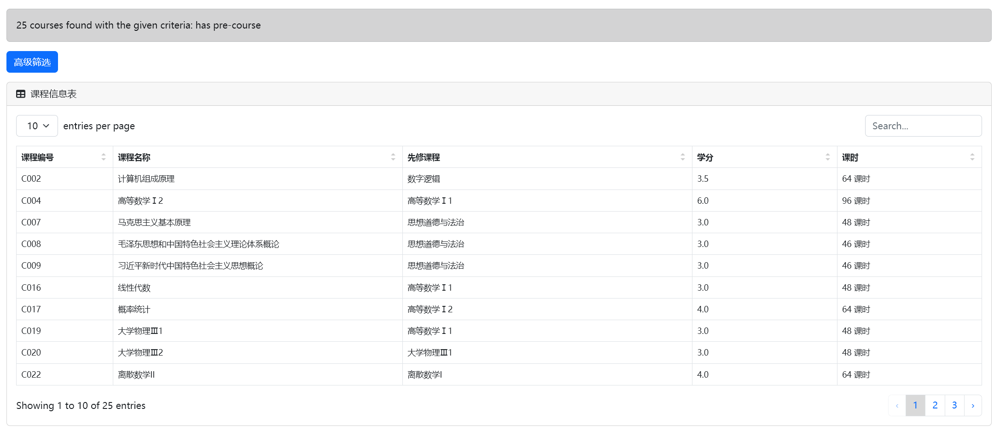 25 courses found with the given criteria: has pre-course
高级筛选
课程信息表
10 entries per page Search...
课程编号 课程名称 先修课程 学分 课时
C002 计算机组成原理 数字逻辑 3.5 64 课时
C004 高等数学Ⅰ2 高等数学Ⅰ1 6.0 96 课时
C007 马克思主义基本原理 思想道德与法治 3.0 48 课时
C008 毛泽东思想和中国特色社会主义理论体系概论 思想道德与法治 3.0 46 课时
C009 习近平新时代中国特色社会主义思想概论 思想道德与法治 3.0 46 课时
C016 线性代数 高等数学Ⅰ1 3.0 48 课时
C017 概率统计 高等数学Ⅰ2 4.0 64 课时
C019 大学物理Ⅲ1 高等数学Ⅰ1 3.0 48 课时
C020 大学物理Ⅲ2 大学物理Ⅲ1 3.0 48 课时
C022 离散数学II 离散数学I 4.0 64 课时
Showing 1 to 10 of 25 entries ‹ 1 2 3 ›